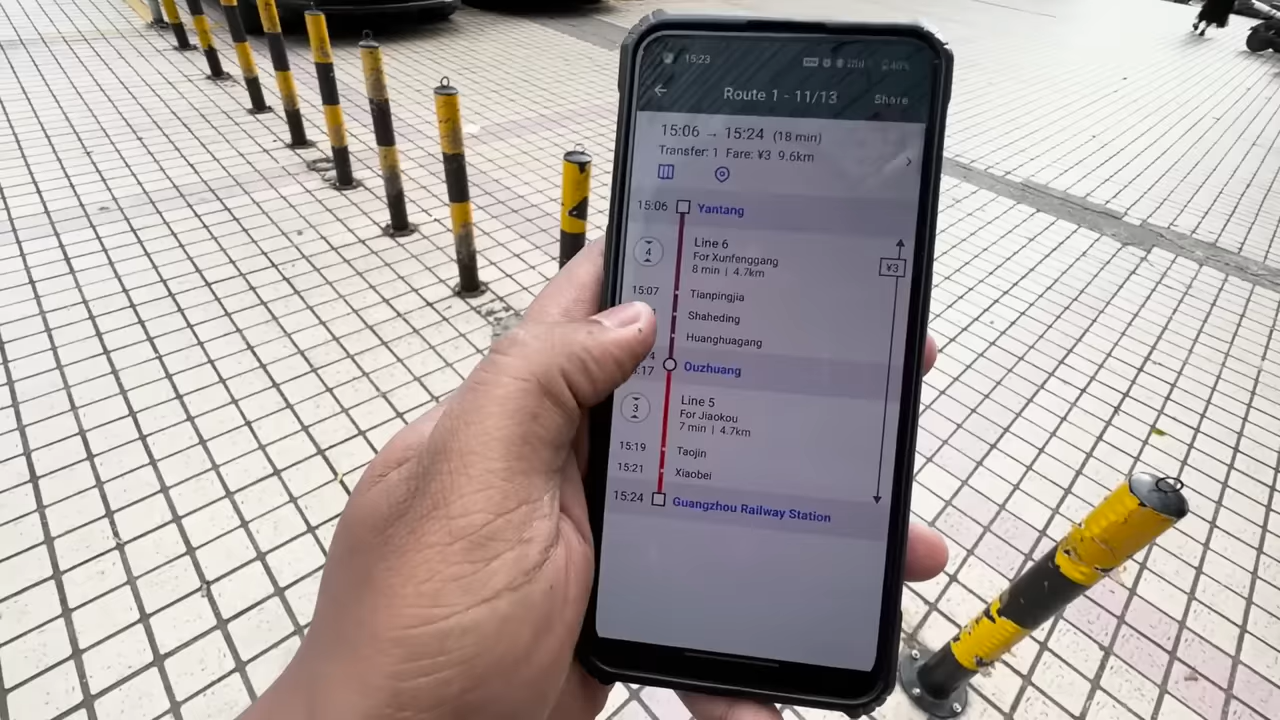 15:23
40%
Route 1 - 11/13
Share
15:06 → 15:24 (18 min)
Transfer: 1 Fare: ¥3 9.6km
15:06 Yantang
4
Line 6
For Xunfenggang
8 min | 4.7km
¥3
15:07 Tianpingjia
Shaheding
Huanghuagang
Ouzhuang
:17
3
Line 5
For Jiaokou
7 min | 4.7km
15:19 Taojin
15:21 Xiaobei
15:24 Guangzhou Railway Station